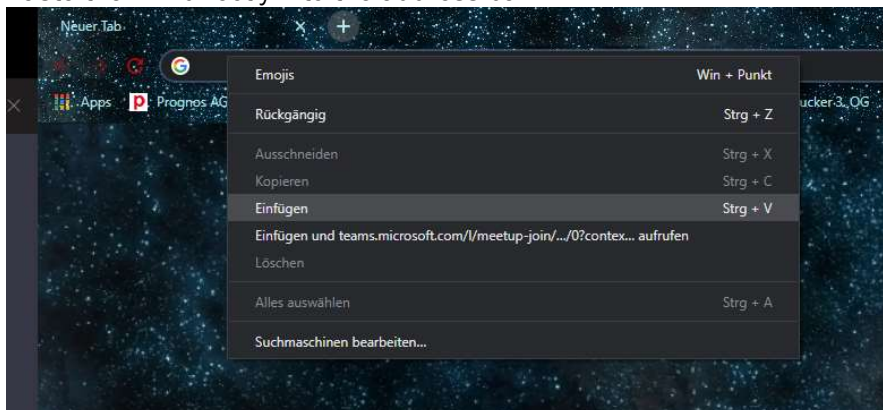 Neuer Tab
Apps Prognos AG
ucker 3. OG
Emojis Win + Punkt
Rückgängig Strg + Z
Ausschneiden Strg + X
Kopieren Strg + C
Einfügen Strg + V
Einfügen und teams.microsoft.com/l/meetup-join/.../0?contex... aufrufen
Löschen
Alles auswählen Strg + A
Suchmaschinen bearbeiten...